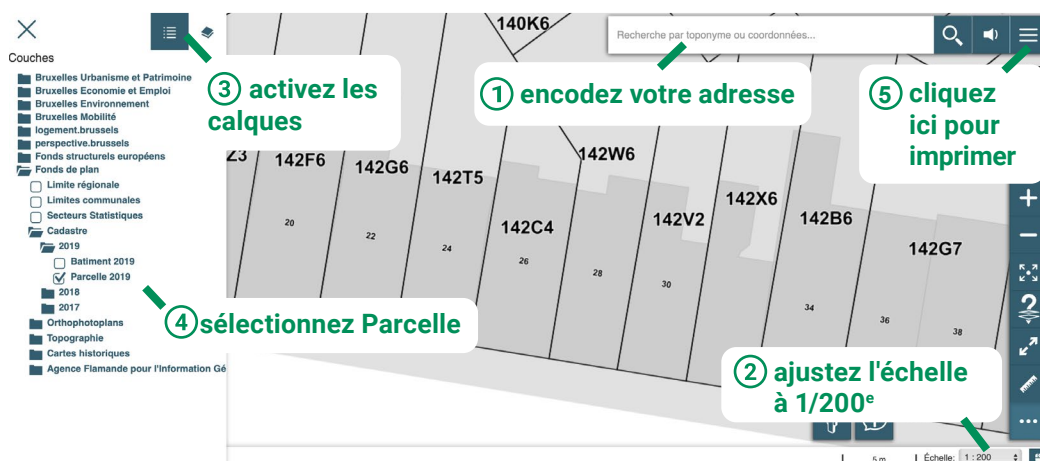 Couches
Bruxelles Urbanisme et Patrimoine
Bruxelles Economie et Emploi
Bruxelles Environnement
Bruxelles Mobilité
logement.brussels
perspective.brussels
Fonds structurels européens
Fonds de plan
Limite régionale
Limites communales
Secteurs Statistiques
Cadastre
2019
Batiment 2019
Parcelle 2019
2018
2017
Orthophotoplans
Topographie
Cartes historiques
Agence Flamande pour l'Information Gé
3 activez les
calques
140K6
Recherche par toponyme ou coordonnées...
1 encodez votre adresse
5 cliquez
ici pour
imprimer
Z3
142F6
142G6
142T5
142W6
142C4
142V2
142X6
142B6
142G7
20
22
24
26
28
30
34
36
38
4 sélectionnez Parcelle
2 ajustez l'échelle
à 1/200e
5 m
Échelle: 1 : 200